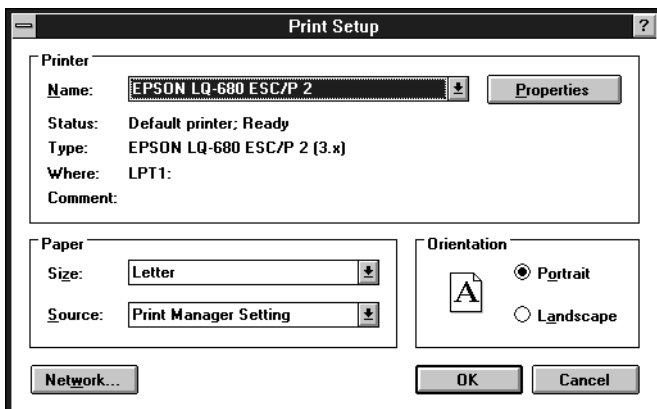 Print Setup ?
Printer
Name: EPSON LQ-680 ESC/P 2 Properties
Status: Default printer; Ready
Type: EPSON LQ-680 ESC/P 2 (3.x)
Where: LPT1:
Comment:
Paper
Size: Letter
Source: Print Manager Setting
Orientation
A
Portrait
Landscape
Network... OK Cancel